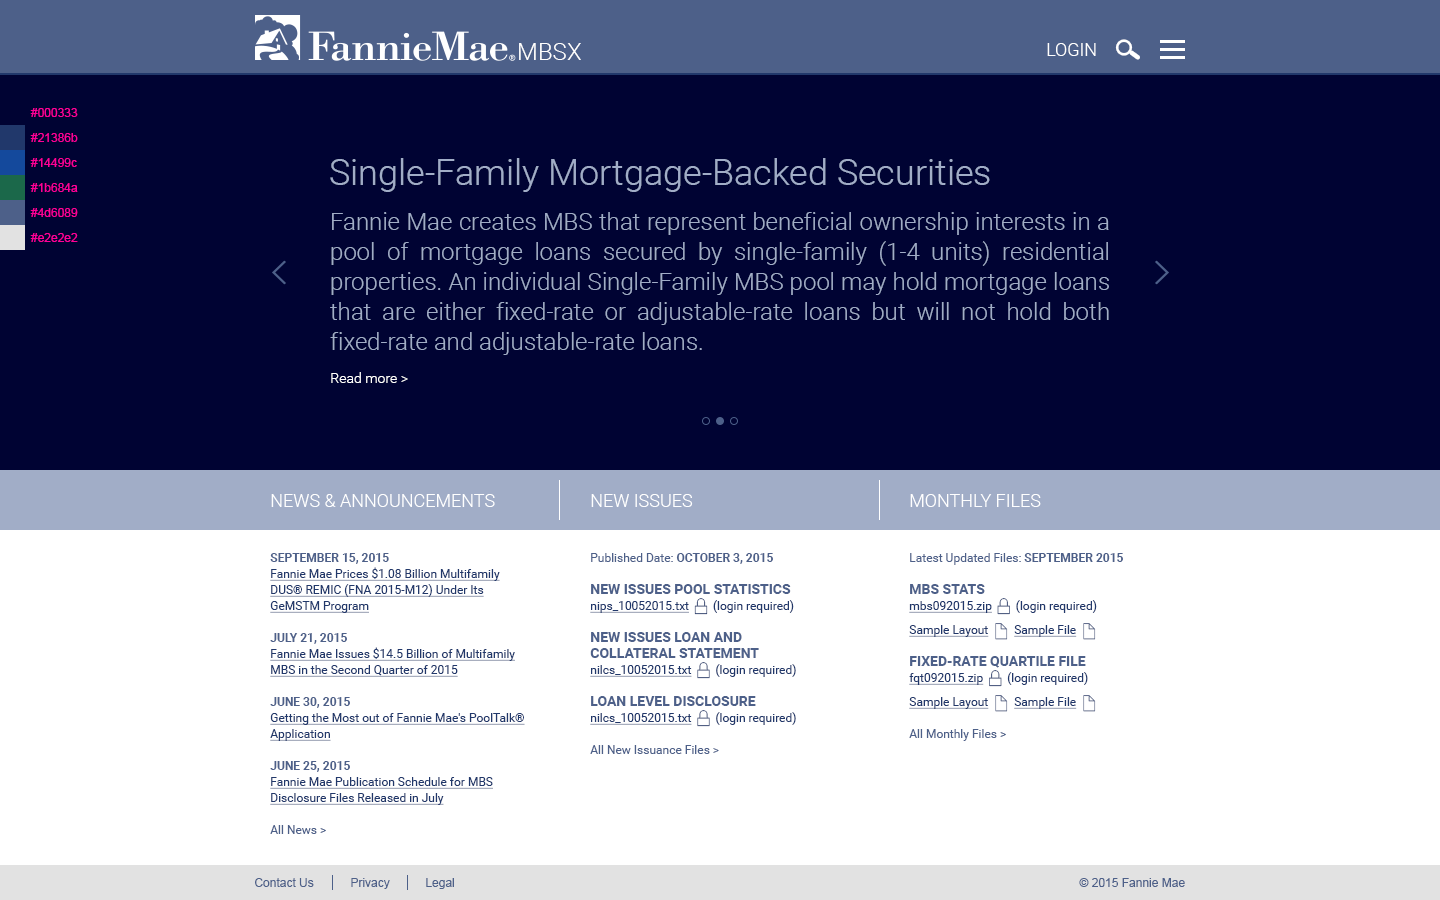 FannieMae® MBSX
LOGIN
#000333
#21386b
#14499c
#1b684a
#4d6089
#e2e2e2
Single-Family Mortgage-Backed Securities
Fannie Mae creates MBS that represent beneficial ownership interests in a
pool of mortgage loans secured by single-family (1-4 units) residential
properties. An individual Single-Family MBS pool may hold mortgage loans
that are either fixed-rate or adjustable-rate loans but will not hold both
fixed-rate and adjustable-rate loans.
Read more >
NEWS & ANNOUNCEMENTS
SEPTEMBER 15, 2015
Fannie Mae Prices $1.08 Billion Multifamily
DUS® REMIC (FNA 2015-M12) Under Its
GeMSTM Program
JULY 21, 2015
Fannie Mae Issues $14.5 Billion of Multifamily
MBS in the Second Quarter of 2015
JUNE 30, 2015
Getting the Most out of Fannie Mae's PoolTalk®
Application
JUNE 25, 2015
Fannie Mae Publication Schedule for MBS
Disclosure Files Released in July
All News >
NEW ISSUES
Published Date: OCTOBER 3, 2015
NEW ISSUES POOL STATISTICS
nips_10052015.txt (login required)
NEW ISSUES LOAN AND
COLLATERAL STATEMENT
nilcs_10052015.txt (login required)
LOAN LEVEL DISCLOSURE
nilcs_10052015.txt (login required)
All New Issuance Files >
MONTHLY FILES
Latest Updated Files: SEPTEMBER 2015
MBS STATS
mbs092015.zip (login required)
Sample Layout Sample File
FIXED-RATE QUARTILE FILE
fqt092015.zip (login required)
Sample Layout Sample File
All Monthly Files >
Contact Us | Privacy | Legal
© 2015 Fannie Mae